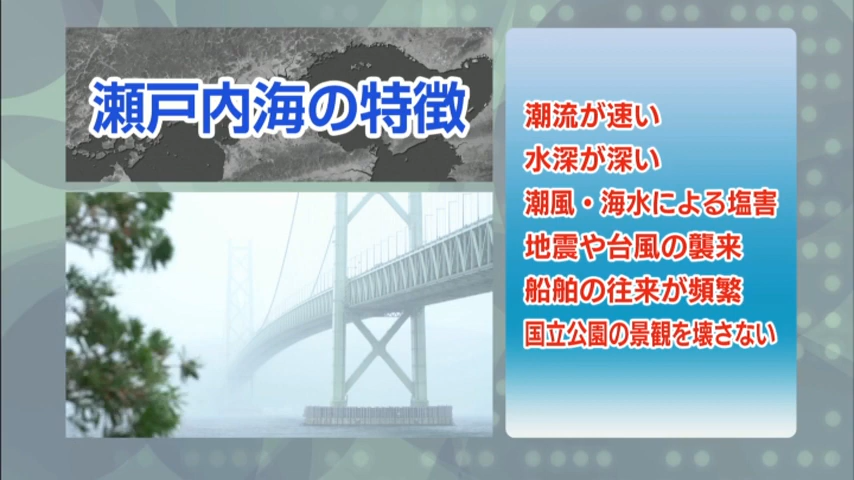 瀬戸内海の特徴
潮流が速い
水深が深い
潮風・海水による塩害
地震や台風の襲来
船舶の往来が頻繁
国立公園の景観を壊さない